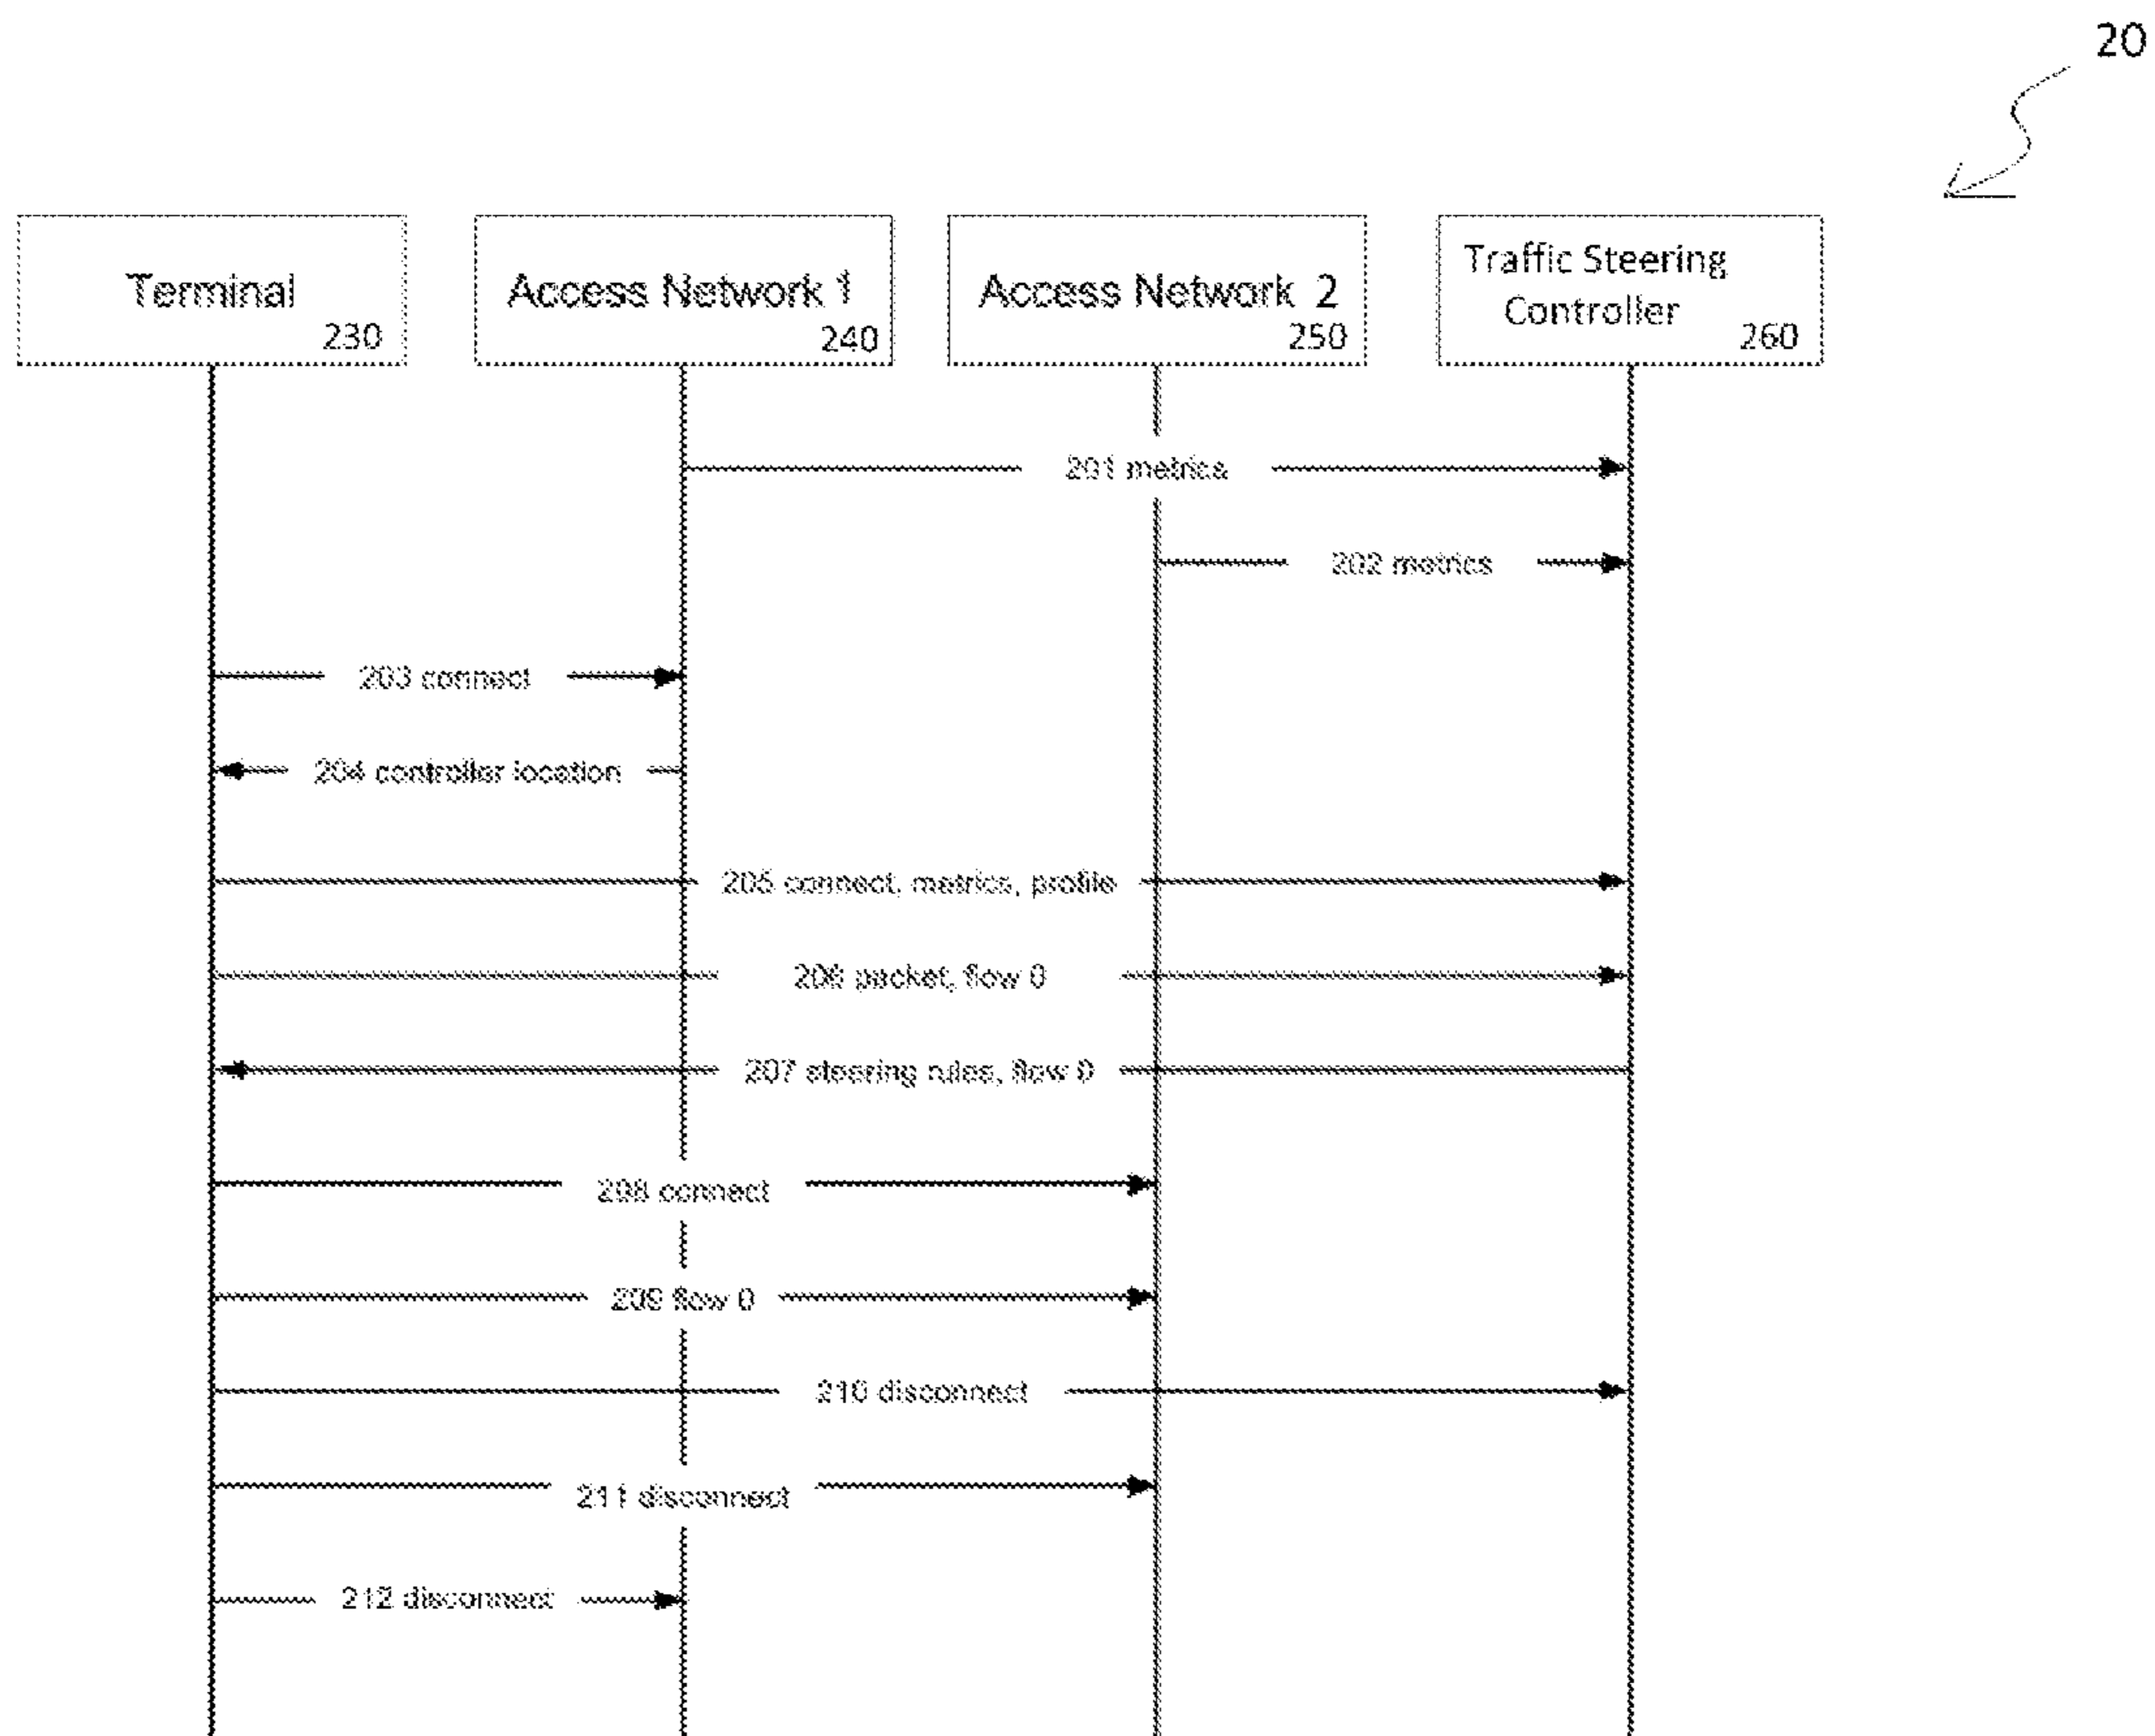 20
Terminal
230
Access Network 1
240
Access Network 2
250
Traffic Steering
Controller
260
201 metrics
202 metrics
203 connect
204 controller location
205 connect, metrics, profile
206 packet, flow 0
207 steering rules, flow 0
208 connect
209 flow 0
210 disconnect
211 disconnect
212 disconnect